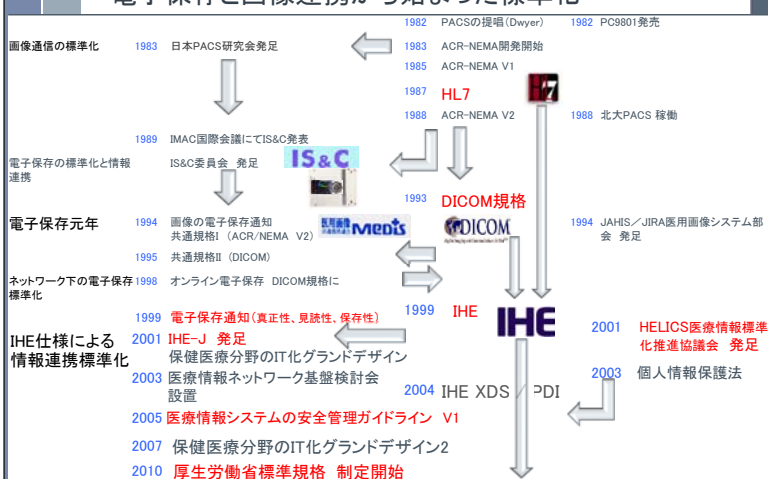 電子保存と画像連携から始まった標準化
1982 PACSの提唱(Dwyer) 1982 PC9801発売
画像通信の標準化 1983 日本PACS研究会発足 1983 ACR-NEMA開発開始
1985 ACR-NEMA V1
1987 HL7
1988 ACR-NEMA V2 1988 北大PACS 稼働
1989 IMAC国際会議にてIS&C発表
電子保存の標準化と情報連携 IS&C委員会 発足
IS&C
1993 DICOM規格
電子保存元年 1994 画像の電子保存通知
共通規格I (ACR/NEMA V2)
MEDIS
DICOM
1994 JAHIS/JIRA医用画像システム部会 発足
1995 共通規格II (DICOM)
ネットワーク下の電子保存標準化 1998 オンライン電子保存 DICOM規格に
1999 電子保存通知(真正性、見読性、保存性) 1999 IHE
IHE
IHE仕様による情報連携標準化
2001 IHE-J 発足
保健医療分野のIT化グランドデザイン
2001 HELICS医療情報標準化推進協議会 発足
2003 医療情報ネットワーク基盤検討会設置
2003 個人情報保護法
2004 IHE XDS / PDI
2005 医療情報システムの安全管理ガイドライン V1
2007 保健医療分野のIT化グランドデザイン2
2010 厚生労働省標準規格 制定開始